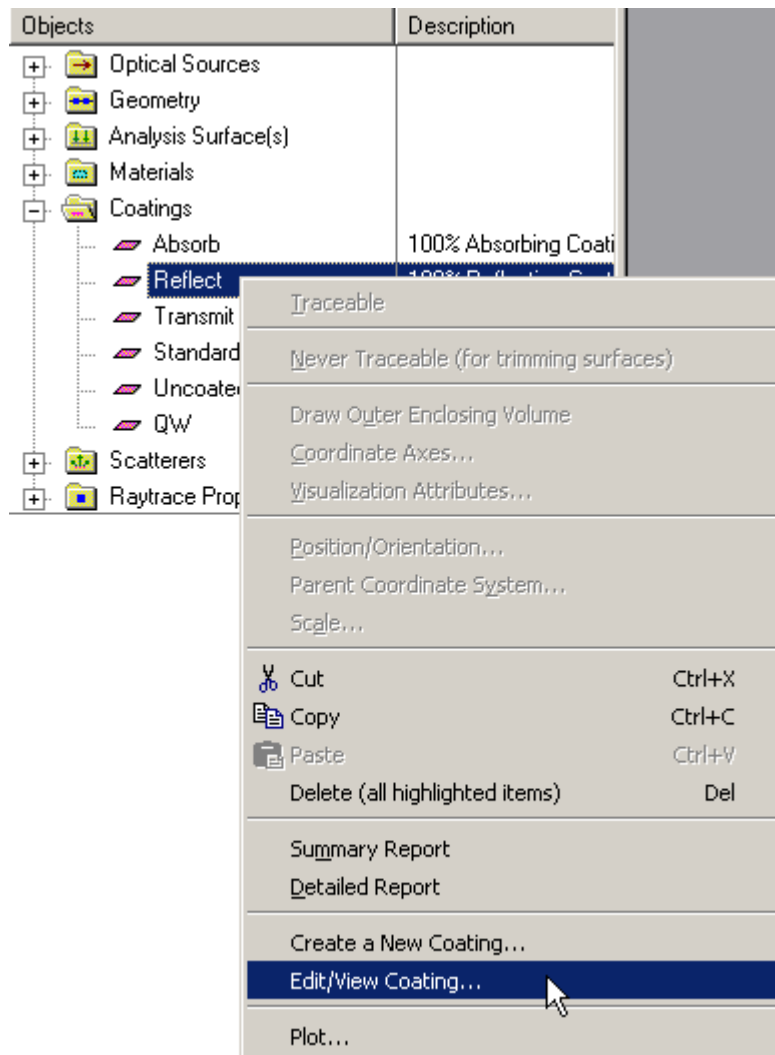 Objects Description
Optical Sources
Geometry
Analysis Surface(s)
Materials
Coatings
Absorb 100% Absorbing Coati
Reflect
Transmit
Standard
Uncoated
QW
Scatterers
Raytrace Prop
Traceable
Never Traceable (for trimming surfaces)
Draw Outer Enclosing Volume
Coordinate Axes...
Visualization Attributes...
Position/Orientation...
Parent Coordinate System...
Scale...
Cut Ctrl+X
Copy Ctrl+C
Paste Ctrl+V
Delete (all highlighted items) Del
Summary Report
Detailed Report
Create a New Coating...
Edit/View Coating...
Plot...